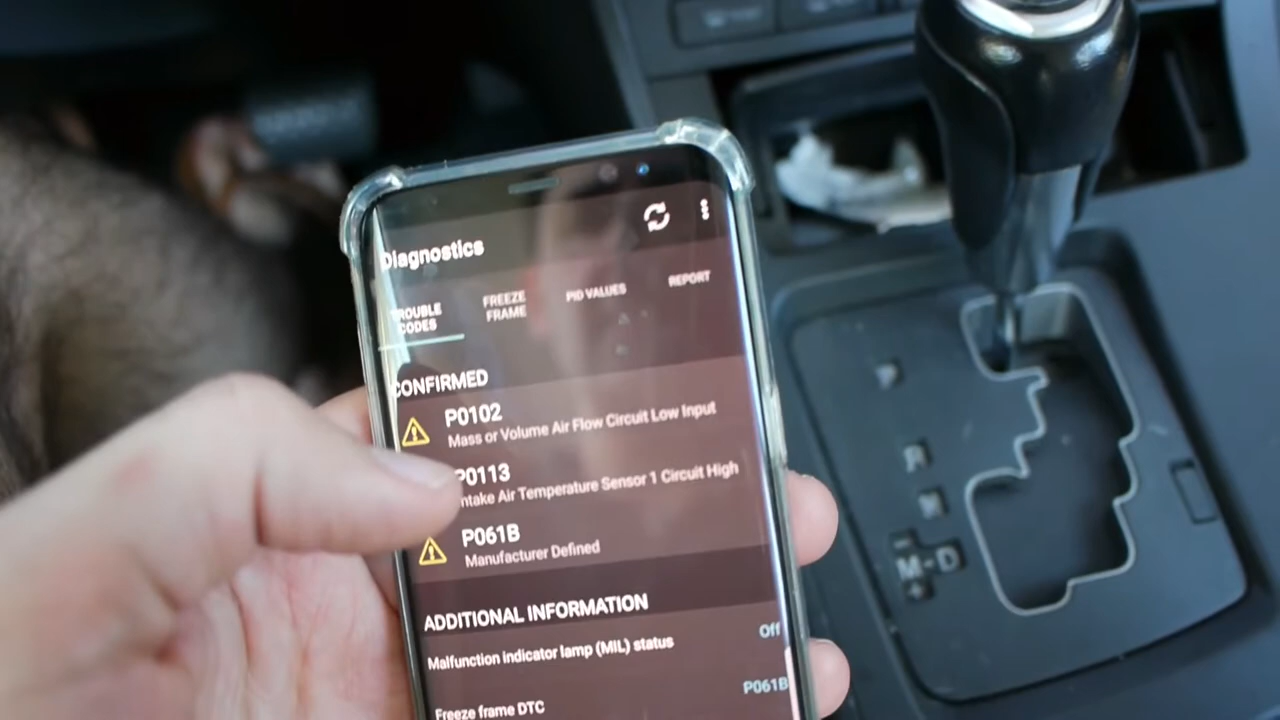 Diagnostics
TROUBLE
CODES
FREEZE
FRAME
PID VALUES
REPORT
CONFIRMED
P0102
Mass or Volume Air Flow Circuit Low Input
P0113
ntake Air Temperature Sensor 1 Circuit High
P061B
Manufacturer Defined
ADDITIONAL INFORMATION
Malfunction indicator lamp (MIL) status
Off
Freeze frame DTC
P061B
P
R
N
-
M-D
+